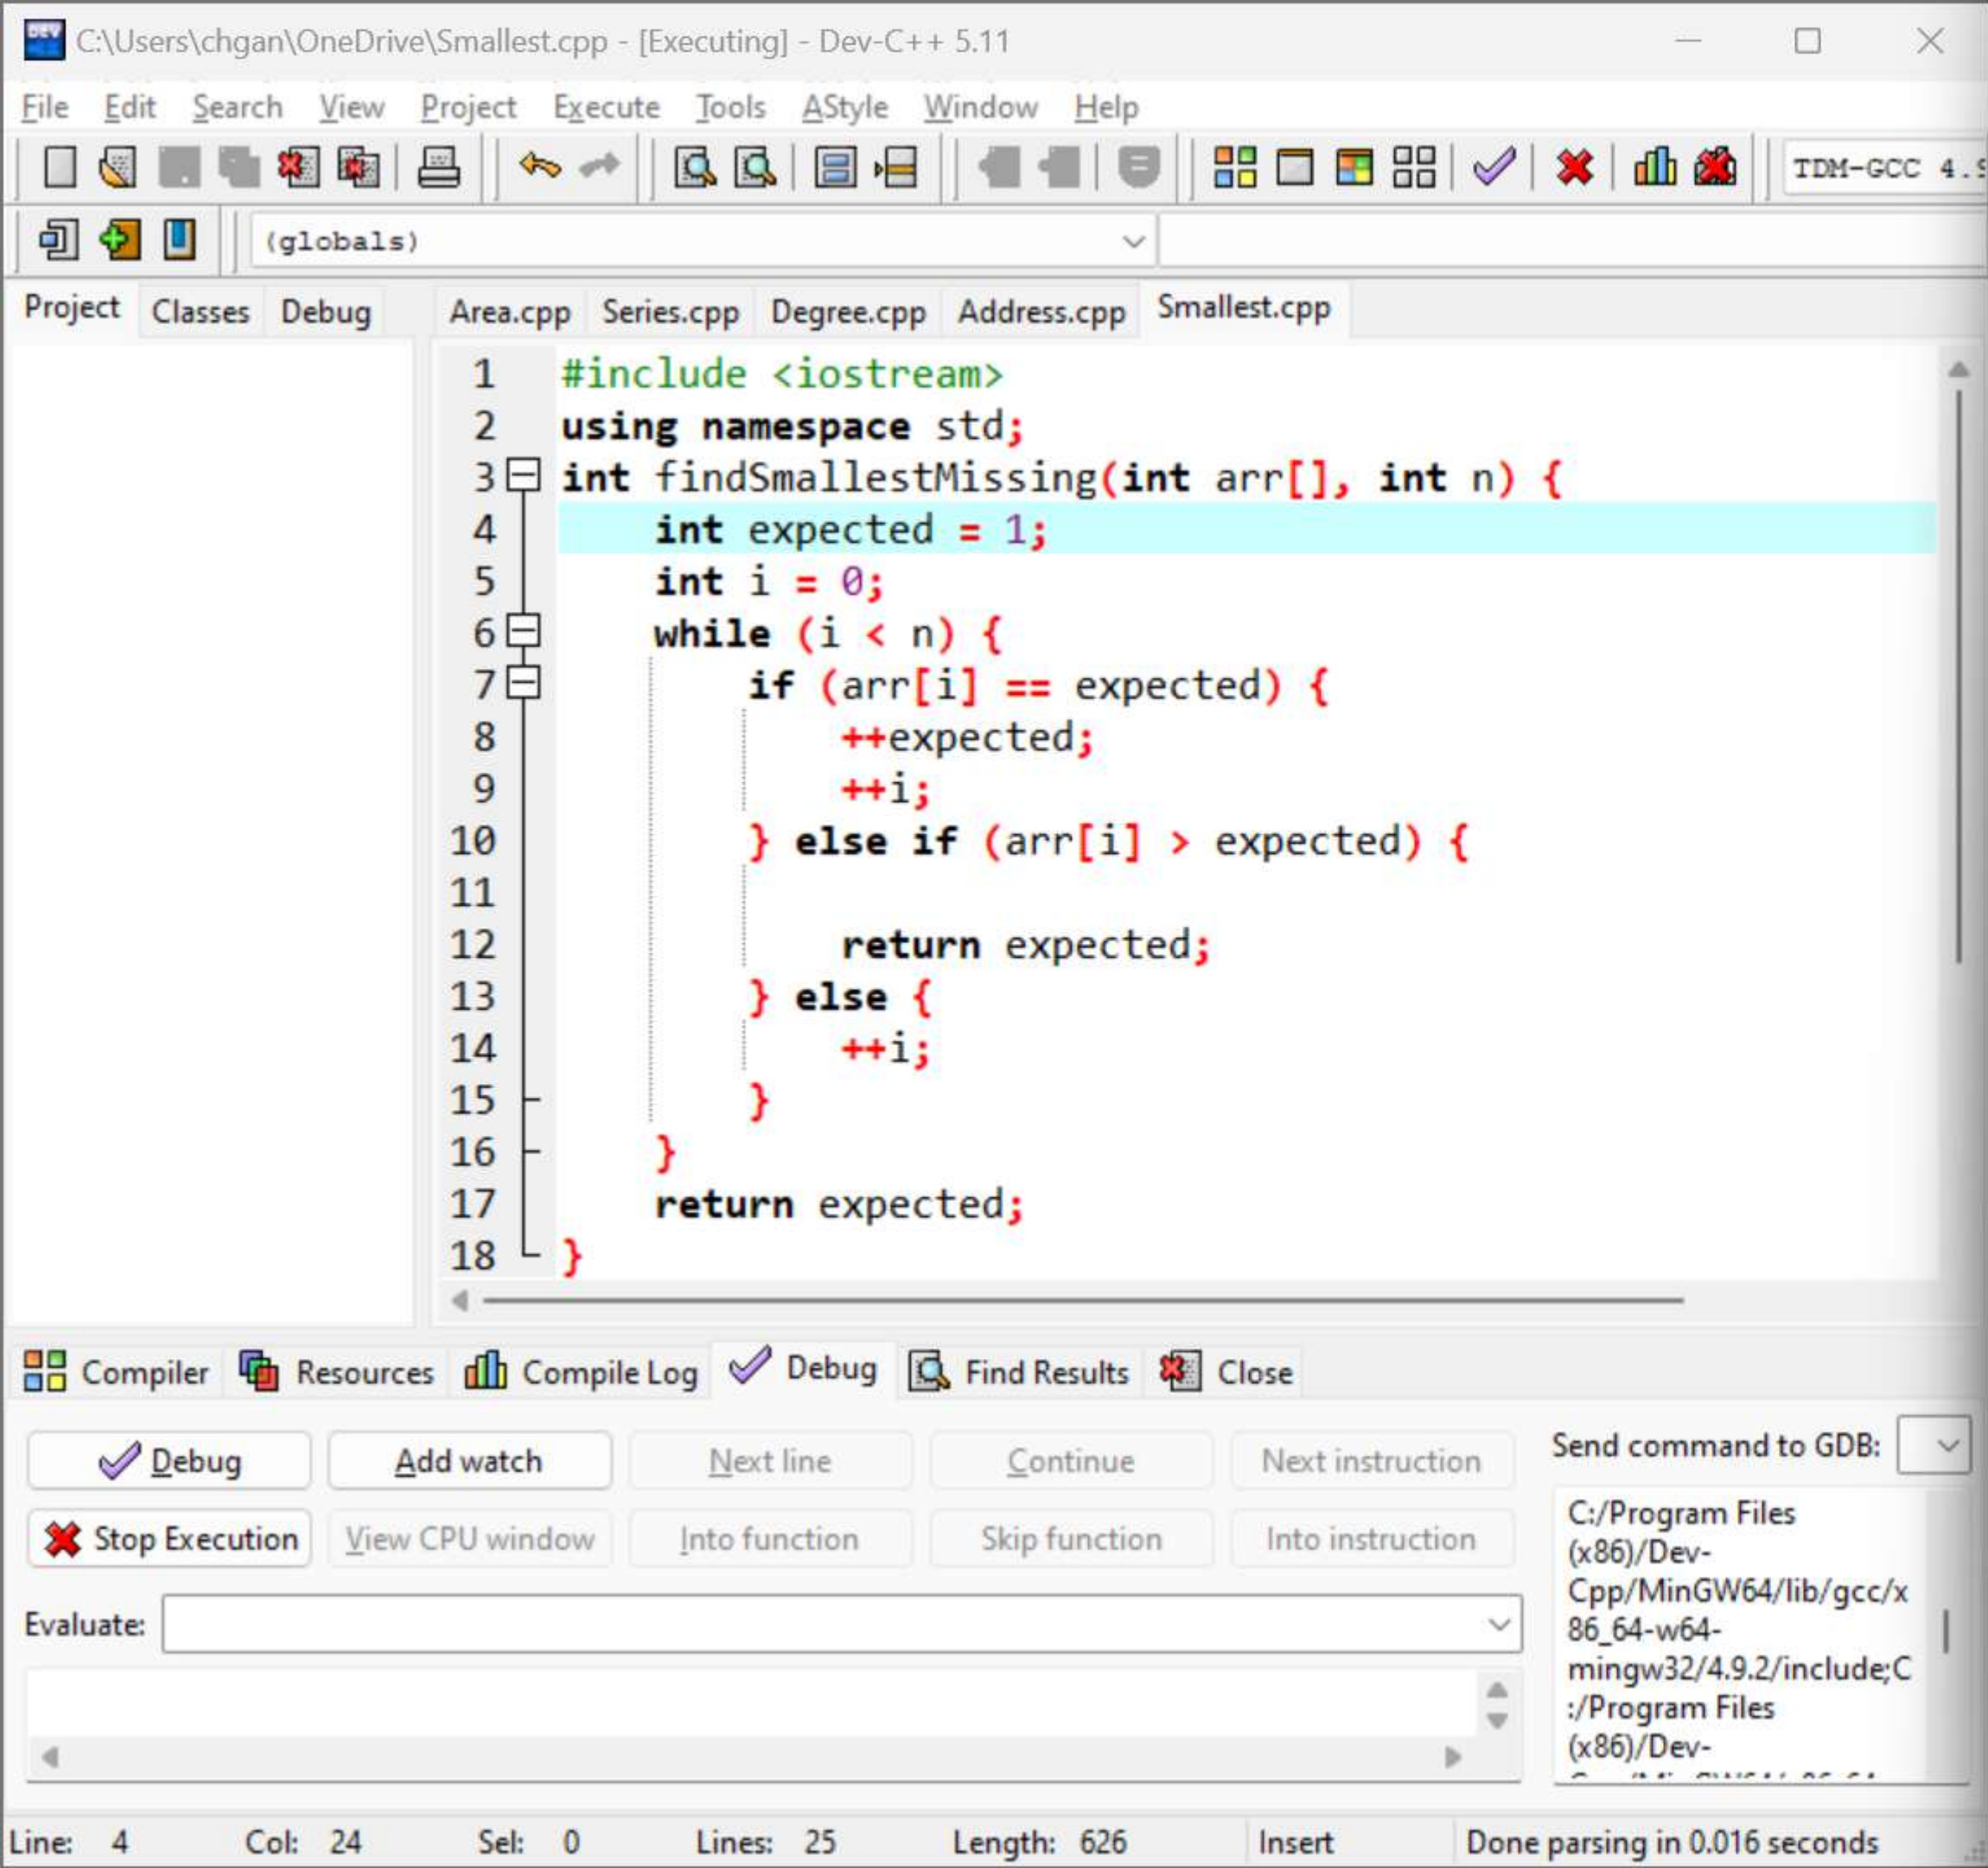 C:\Users\chgan\OneDrive\Smallest.cpp - [Executing] - Dev-C++ 5.11
File Edit Search View Project Execute Tools AStyle Window Help
TDM-GCC 4.9
(globals)
Project Classes Debug Area.cpp Series.cpp Degree.cpp Address.cpp Smallest.cpp
1 #include <iostream>
2 using namespace std;
3 int findSmallestMissing(int arr[], int n) {
4 int expected = 1;
5 int i = 0;
6 while (i < n) {
7 if (arr[i] == expected) {
8 ++expected;
9 ++i;
10 } else if (arr[i] > expected) {
11
12 return expected;
13 } else {
14 ++i;
15 }
16 }
17 return expected;
18 }
Compiler Resources Compile Log Debug Find Results Close
Debug Add watch Next line Continue Next instruction Send command to GDB:
Stop Execution View CPU window Into function Skip function Into instruction
Evaluate:
C:/Program Files
(x86)/Dev-
Cpp/MinGW64/lib/gcc/x
86_64-w64-
mingw32/4.9.2/include;C
:/Program Files
(x86)/Dev-
Line: 4 Col: 24 Sel: 0 Lines: 25 Length: 626 Insert Done parsing in 0.016 seconds